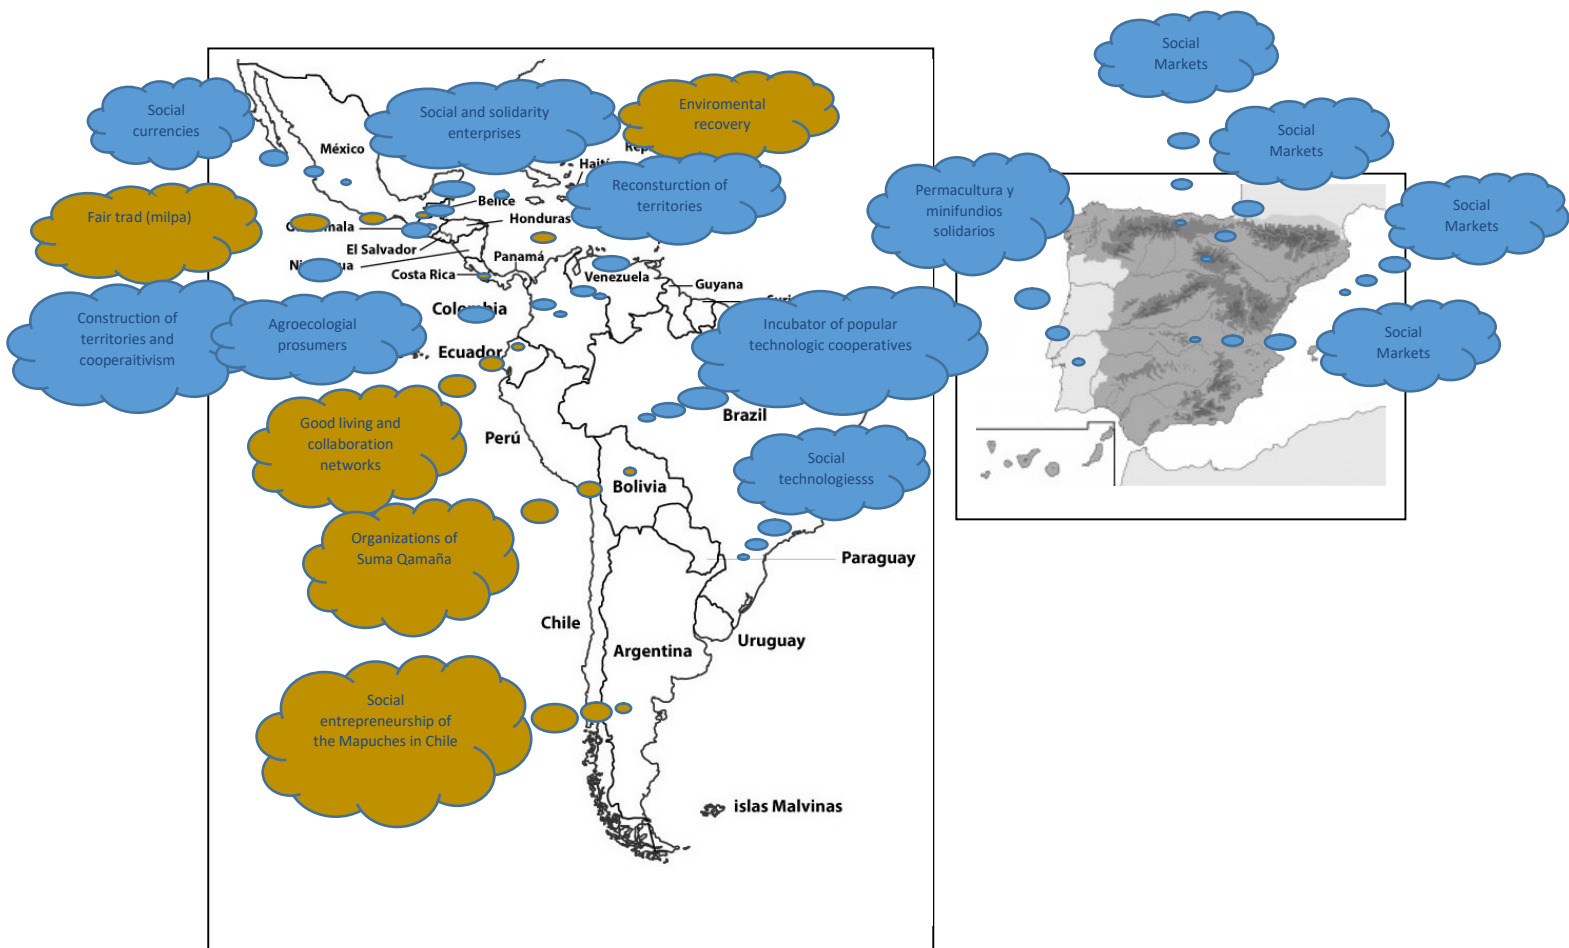 Social
Markets
Social
currencies
Social and solidarity
enterprises
Enviromental
recovery
Social
Markets
México
Haití
Reconsturction of
territories
Permacultura y
minifundios
solidarios
Social
Markets
Fair trad (milpa)
Belice
Honduras
El Salvador
Panamá
Costa Rica
Venezuela
Guyana
Construction of
territories and
cooperaitivism
Agroecologial
prosumers
Incubator of popular
technologic cooperatives
Social
Markets
Ecuador
Brazil
Good living and
collaboration
networks
Perú
Social
technologiesss
Bolivia
Organizations of
Suma Qamaña
Paraguay
Chile
Uruguay
Argentina
Social
entrepreneurship of
the Mapuches in Chile
islas Malvinas